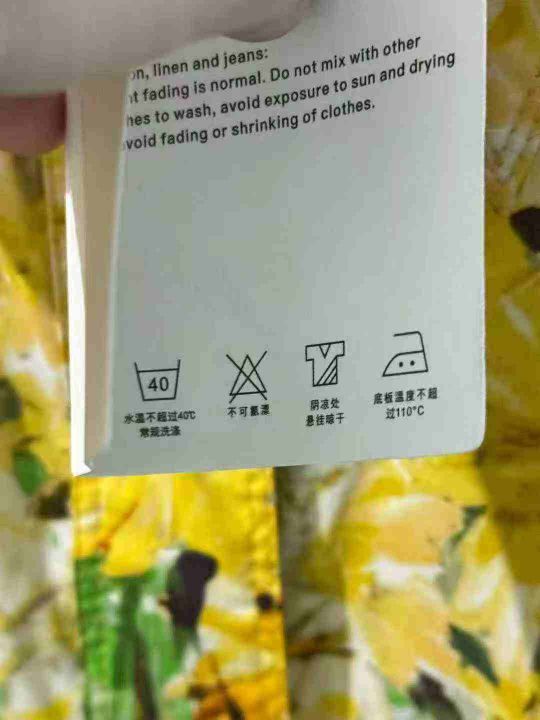 on, linen and jeans:
nt fading is normal. Do not mix with other
hes to wash, avoid exposure to sun and drying
void fading or shrinking of clothes.
40
水温不超过40℃
常规洗涤
不可氯漂
阴凉处
悬挂晾干
底板温度不超
过110°C